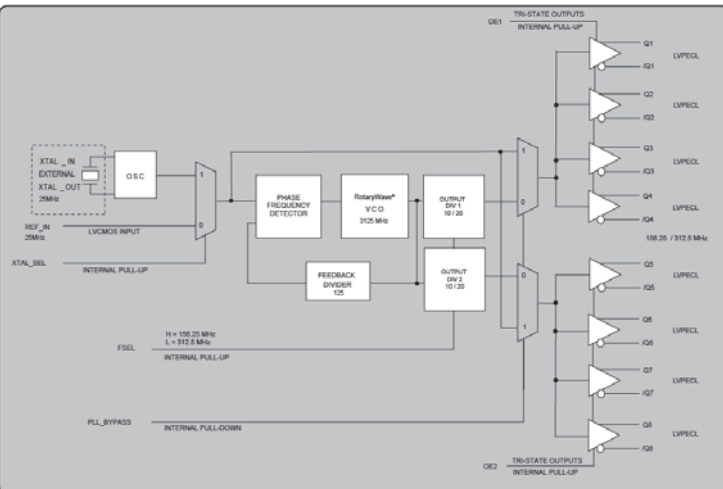 TRI-STATE OUTPUTS
OE1
INTERNAL PULL-UP
Q1
LVPECL
/Q1
Q2
LVPECL
/Q2
Q3
LVPECL
/Q3
Q4
LVPECL
/Q4
156.25 / 312.5 MHz
XTAL _ IN
EXTERNAL
XTAL _ OUT
25MHz
OSC
1
0
REF_IN
25MHz
LVCMOS INPUT
XTAL_SEL
INTERNAL PULL-UP
PHASE
FREQUENCY
DETECTOR
RotaryWave®
VCO
3125 MHz
OUTPUT
DIV 1
10 / 20
1
0
FEEDBACK
DIVIDER
125
OUTPUT
DIV 2
10 / 20
0
1
H = 156.25 MHz
L = 312.5 MHz
FSEL
INTERNAL PULL-UP
PLL_BYPASS
INTERNAL PULL-DOWN
Q5
LVPECL
/Q5
Q6
LVPECL
/Q6
Q7
LVPECL
/Q7
Q8
LVPECL
/Q8
TRI-STATE OUTPUTS
OE2
INTERNAL PULL-UP